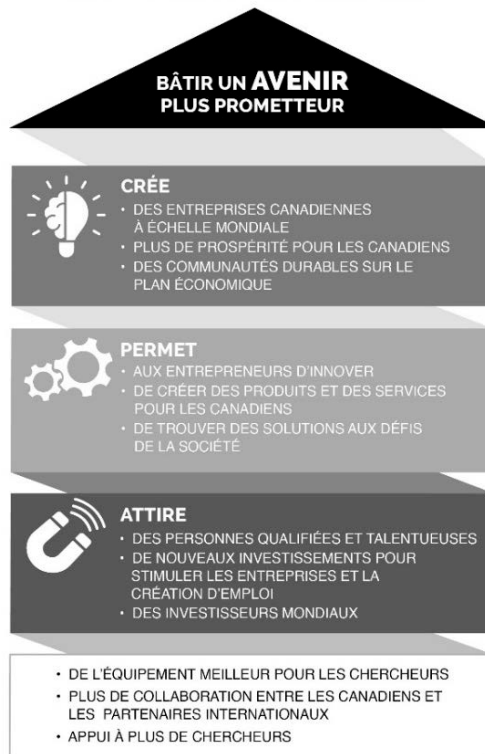 BÂTIR UN AVENIR
PLUS PROMETTEUR
CRÉE
• DES ENTREPRISES CANADIENNES
À ÉCHELLE MONDIALE
• PLUS DE PROSPÉRITÉ POUR LES CANADIENS
• DES COMMUNAUTÉS DURABLES SUR LE
PLAN ÉCONOMIQUE
PERMET
• AUX ENTREPRENEURS D'INNOVER
• DE CRÉER DES PRODUITS ET DES SERVICES
POUR LES CANADIENS
• DE TROUVER DES SOLUTIONS AUX DÉFIS
DE LA SOCIÉTÉ
ATTIRE
• DES PERSONNES QUALIFIÉES ET TALENTUEUSES
• DE NOUVEAUX INVESTISSEMENTS POUR
STIMULER LES ENTREPRISES ET LA
CRÉATION D'EMPLOI
• DES INVESTISSEURS MONDIAUX
• DE L'ÉQUIPEMENT MEILLEUR POUR LES CHERCHEURS
• PLUS DE COLLABORATION ENTRE LES CANADIENS ET
LES PARTENAIRES INTERNATIONAUX
• APPUI À PLUS DE CHERCHEURS